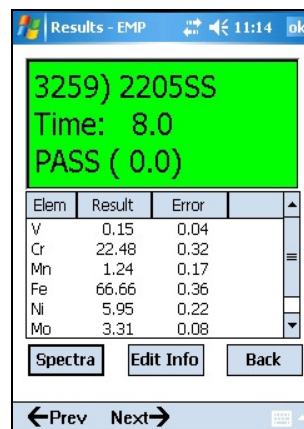 Results - EMP 11:14 ok
3259) 2205SS
Time: 8.0
PASS ( 0.0)
Elem Result Error
V 0.15 0.04
Cr 22.48 0.32
Mn 1.24 0.17
Fe 66.66 0.36
Ni 5.95 0.22
Mo 3.31 0.08
Spectra Edit Info Back
←Prev Next→